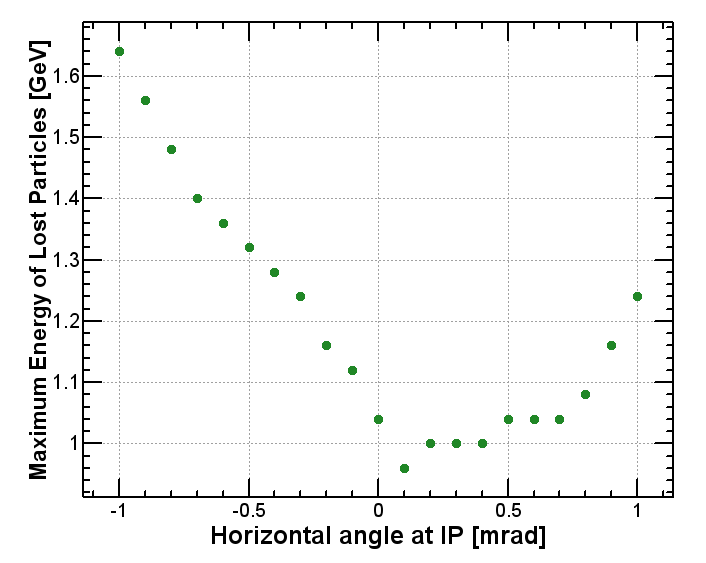 Maximum Energy of Lost Particles [GeV]
1.6
1.5
1.4
1.3
1.2
1.1
1
-1 -0.5 0 0.5 1
Horizontal angle at IP [mrad]